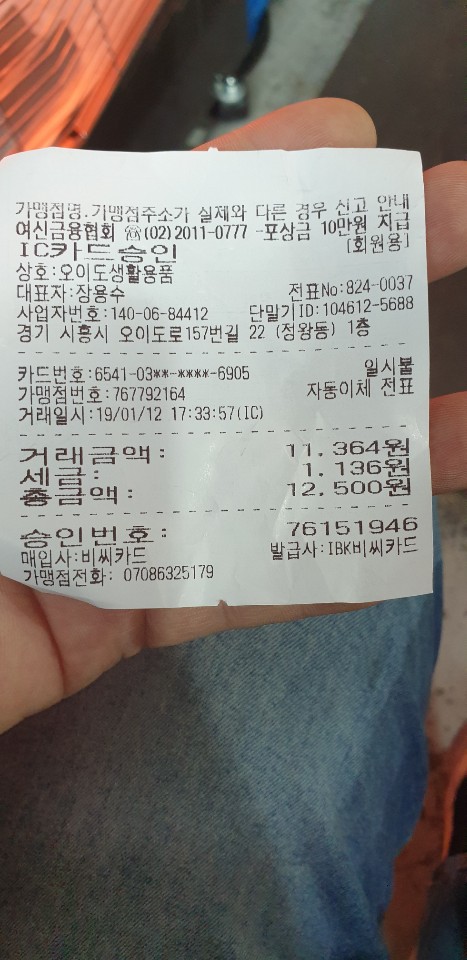 가맹점명.가맹점주소가 실제와 다른 경우 신고 안내
여신금융협회 ☏(02)2011-0777 -포상금 10만원 지급
IC카드승인 [회원용]
상호:오이도생활용품
대표자:장용수 전표No:824-0037
사업자번호:140-06-84412 단말기ID:104612-5688
경기 시흥시 오이도로157번길 22 (정왕동) 1층
카드번호:6541-03**-****-6905 일시불
가맹점번호:767792164 자동이체 전표
거래일시:19/01/12 17:33:57(IC)
거래금액: 11,364원
세금: 1,136원
총금액: 12,500원
승인번호: 76151946
매입사:비씨카드 발급사:IBK비씨카드
가맹점전화: 07086325179